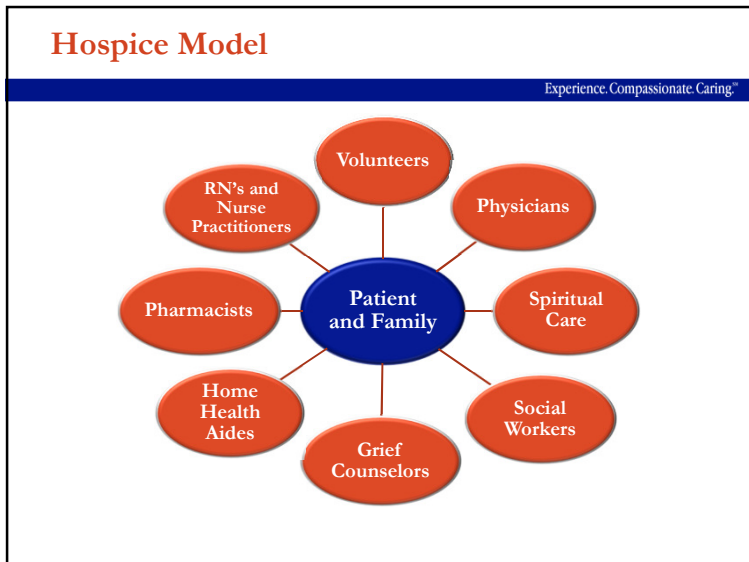 Hospice Model
Experience. Compassionate. Caring.℠
Volunteers
Physicians
Spiritual
Care
Social
Workers
Grief
Counselors
Home
Health
Aides
Pharmacists
RN's and
Nurse
Practitioners
Patient
and Family